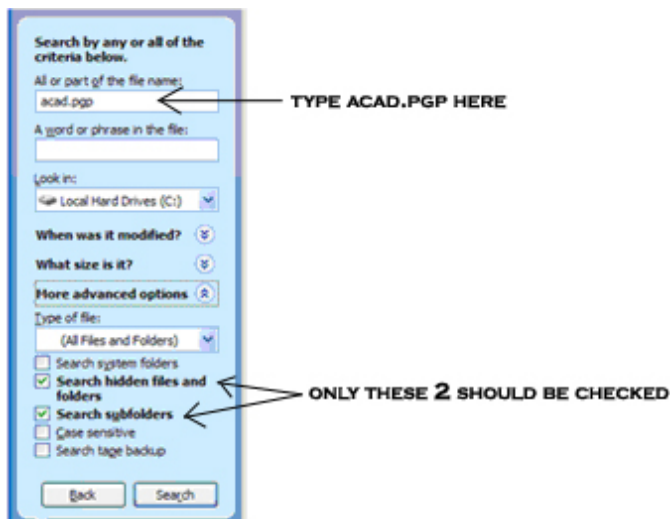 Search by any or all of the
criteria below.
All or part of the file name:
acad.pgp
TYPE ACAD.PGP HERE
A word or phrase in the file:
Look in:
Local Hard Drives (C:)
When was it modified?
What size is it?
More advanced options
Type of file:
(All Files and Folders)
Search system folders
Search hidden files and
folders
ONLY THESE 2 SHOULD BE CHECKED
Search subfolders
Case sensitive
Search tape backup
Back
Search